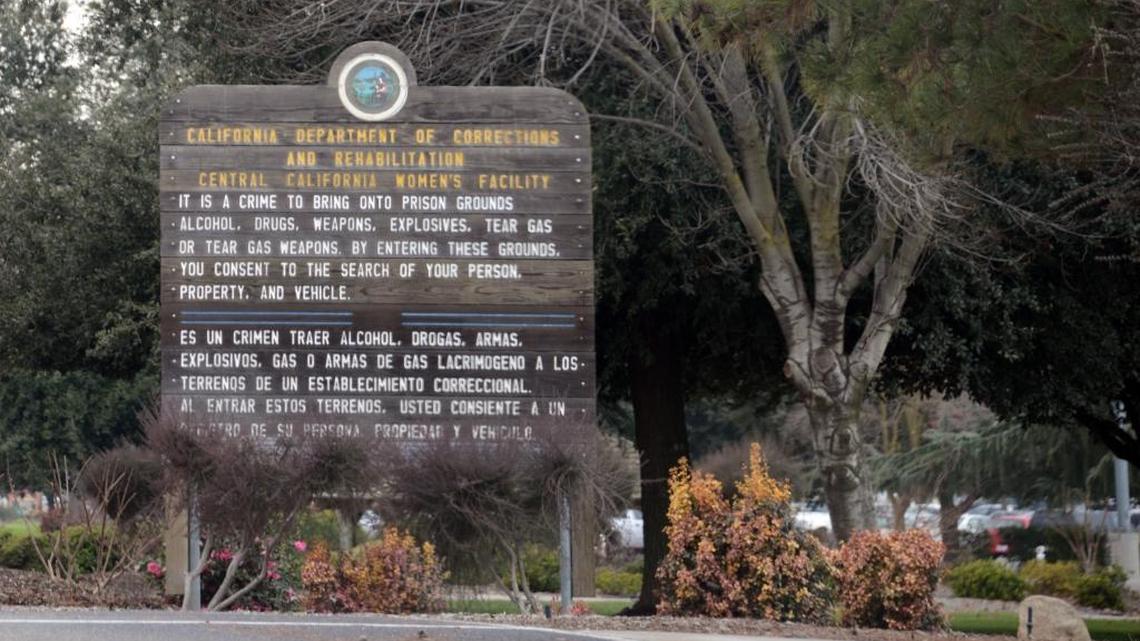 CALIFORNIA DEPARTMENT OF CORRECTIONS
AND REHABILITATION
CENTRAL CALIFORNIA WOMEN'S FACILITY
IT IS A CRIME TO BRING ONTO PRISON GROUNDS
ALCOHOL, DRUGS, WEAPONS, EXPLOSIVES, TEAR GAS
OR TEAR GAS WEAPONS. BY ENTERING THESE GROUNDS,
YOU CONSENT TO THE SEARCH OF YOUR PERSON,
PROPERTY, AND VEHICLE.
ES UN CRIMEN TRAER ALCOHOL, DROGAS, ARMAS,
EXPLOSIVOS, GAS O ARMAS DE GAS LACRIMOGENO A LOS
TERRENOS DE UN ESTABLECIMIENTO CORRECCIONAL.
AL ENTRAR ESTOS TERRENOS, USTED CONSIENTE A UN
REGISTRO DE SU PERSONA, PROPIEDAD Y VEHICULO.